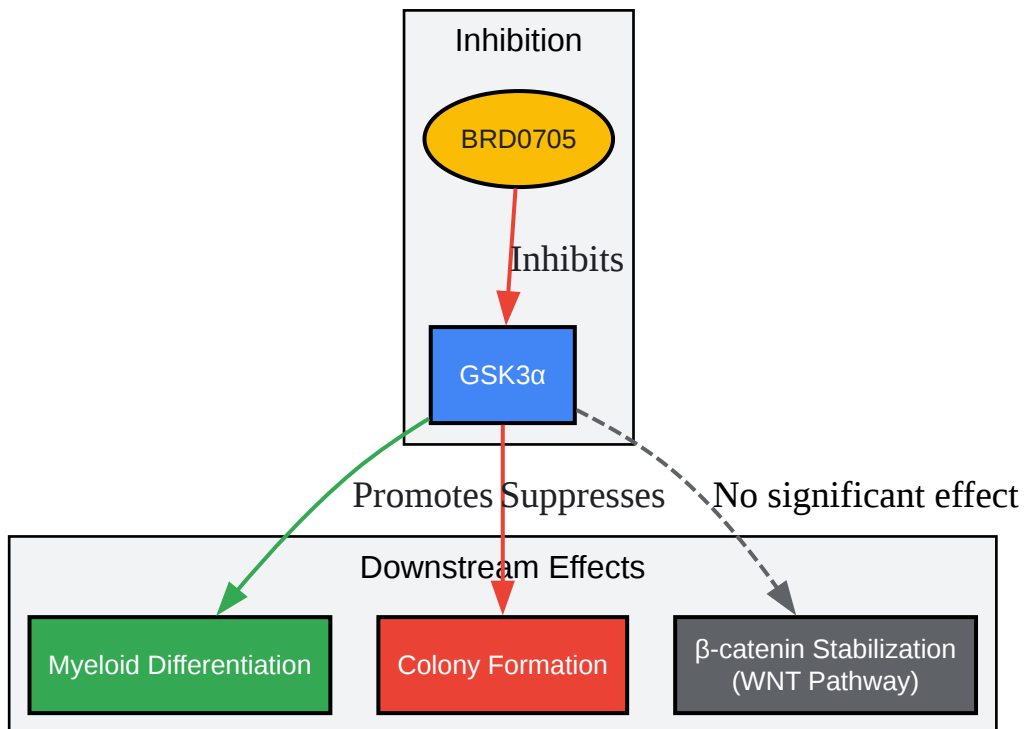 Inhibition
BRD0705
Inhibits
GSK3α
Promotes
Suppresses
No significant effect
Downstream Effects
Myeloid Differentiation
Colony Formation
β-catenin Stabilization
(WNT Pathway)